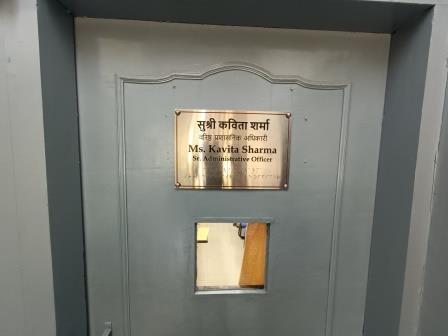 सुश्री कविता शर्मा
वरिष्ठ प्रशासनिक अधिकारी
Ms. Kavita Sharma
Sr. Administrative Officer